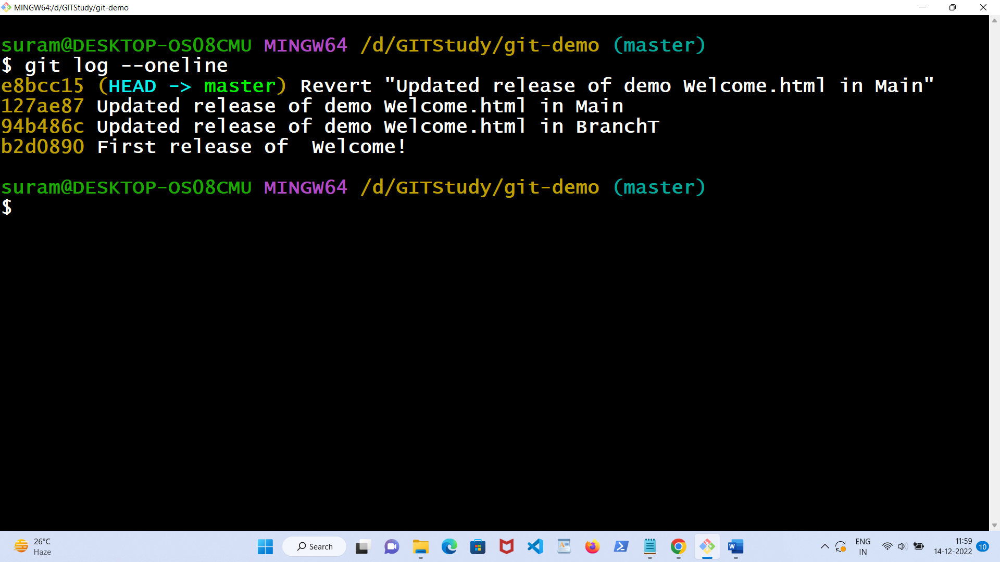 MINGW64:/d/GITStudy/git-demo
suram@DESKTOP-OS08CMU MINGW64 /d/GITStudy/git-demo (master)
$ git log --oneline
e8bcc15 (HEAD -> master) Revert "Updated release of demo Welcome.html in Main"
127ae87 Updated release of demo Welcome.html in Main
94b486c Updated release of demo Welcome.html in BranchT
b2d0890 First release of  Welcome!
suram@DESKTOP-OS08CMU MINGW64 /d/GITStudy/git-demo (master)
$
26°C
Haze
Search
W
ENG
IN
11:59
14-12-2022
10